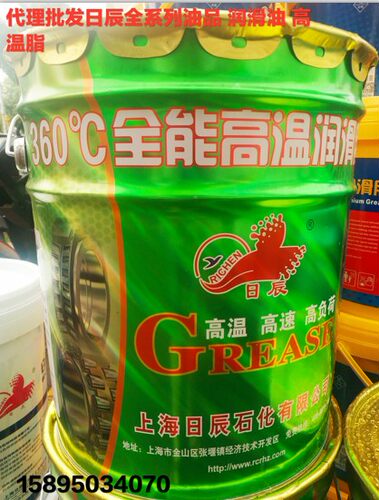 代理批发日辰全系列油品 润滑油 高
温脂
360℃全能高温润滑
RICHEN
®
日辰
高温 高速 高负荷
GREASE
上海日辰石化有限公司
地址：上海市金山区张堰镇经济技术开发区
http://www.rcrhz.com
15895034070